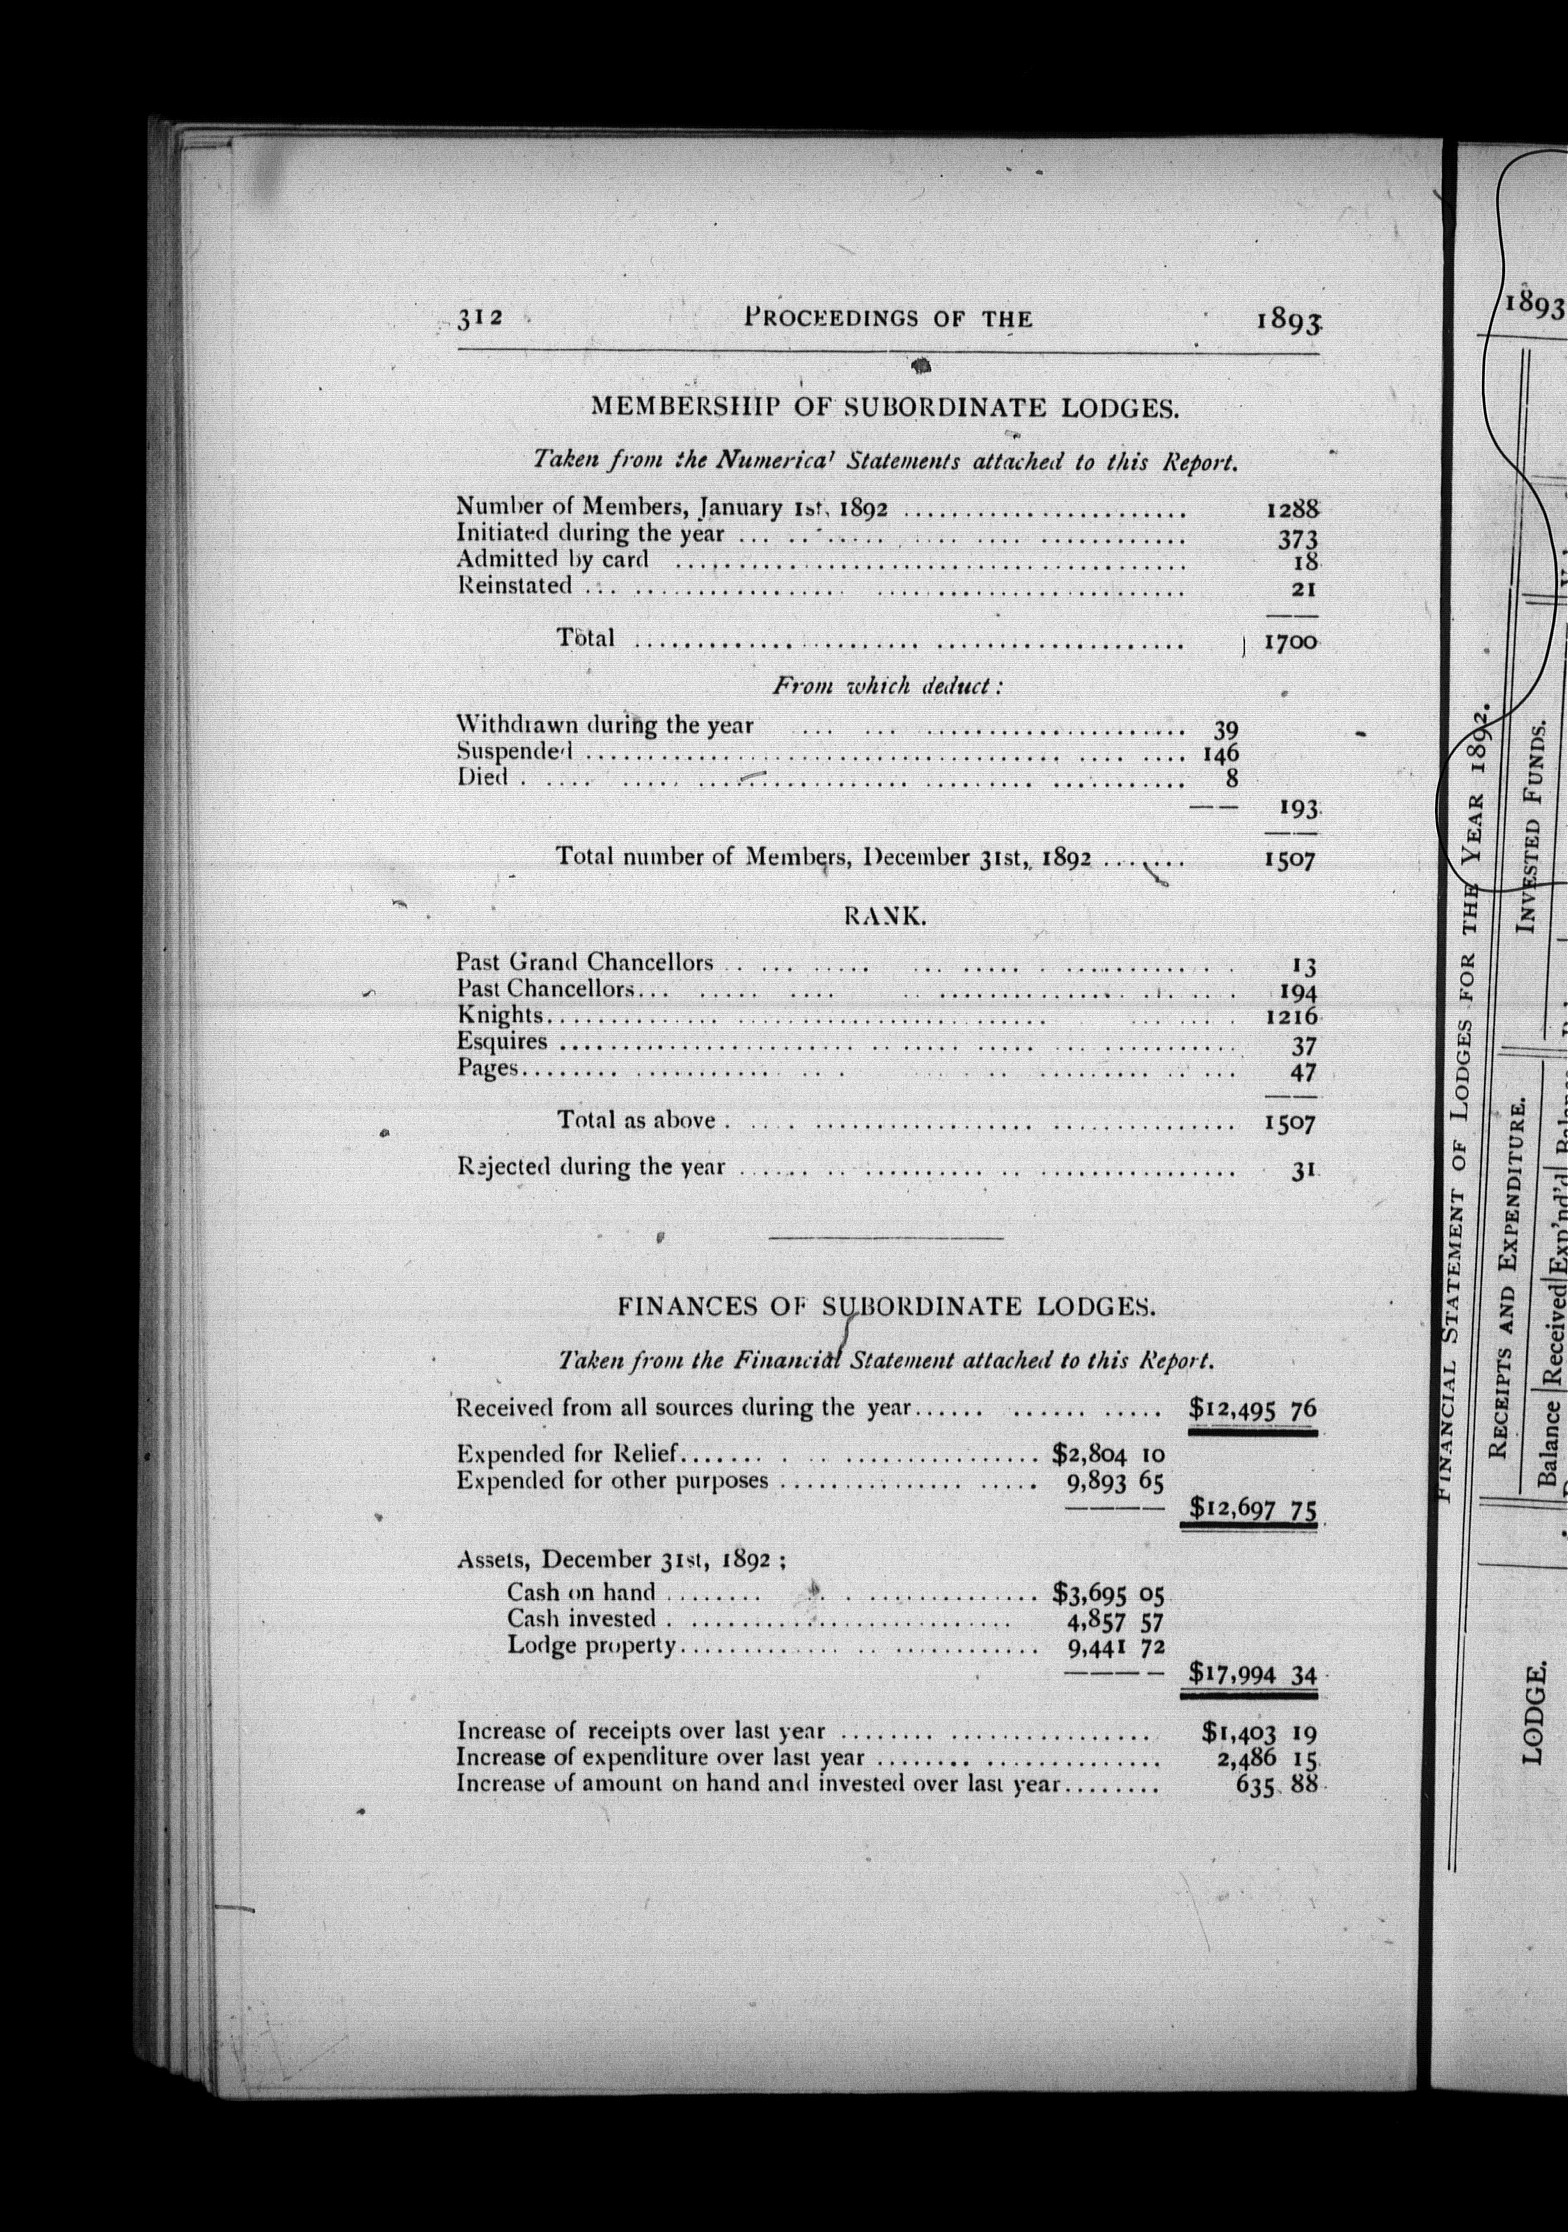 312 PROCEEDINGS OF THE 1893
MEMBERSHIP OF SUBORDINATE LODGES.
Taken from the Numerical Statements attached to this Report.
Number of Members, January 1st, 1892 ........................ 1288
Initiated during the year ........................ 373
Admitted by card ........................ 18
Reinstated ........................ 21
Total ........................ 1700
From which deduct:
Withdrawn during the year ........................ 39
Suspended ........................ 146
Died ........................ 8
193
Total number of Members, December 31st, 1892 ....... 1507
RANK.
Past Grand Chancellors ........................ 13
Past Chancellors ........................ 194
Knights ........................ 1216
Esquires ........................ 37
Pages ........................ 47
Total as above ........................ 1507
Rejected during the year ........................ 31
FINANCES OF SUBORDINATE LODGES.
Taken from the Financial Statement attached to this Report.
Received from all sources during the year ................ $12,495 76
Expended for Relief ........................ $2,804 10
Expended for other purposes .................... 9,893 65
$12,697 75
Assets, December 31st, 1892 ;
Cash on hand ........................ $3,695 05
Cash invested ........................ 4,857 57
Lodge property ........................ 9,441 72
$17,994 34
Increase of receipts over last year ........................ $1,403 19
Increase of expenditure over last year ...................... 2,486 15
Increase of amount on hand and invested over last year ........ 635 88
1893
FINANCIAL STATEMENT OF LODGES FOR THE YEAR 1892.
LODGE.
RECEIPTS AND EXPENDITURE.
INVESTED FUNDS.
Balance
Received
Exp'nd'd